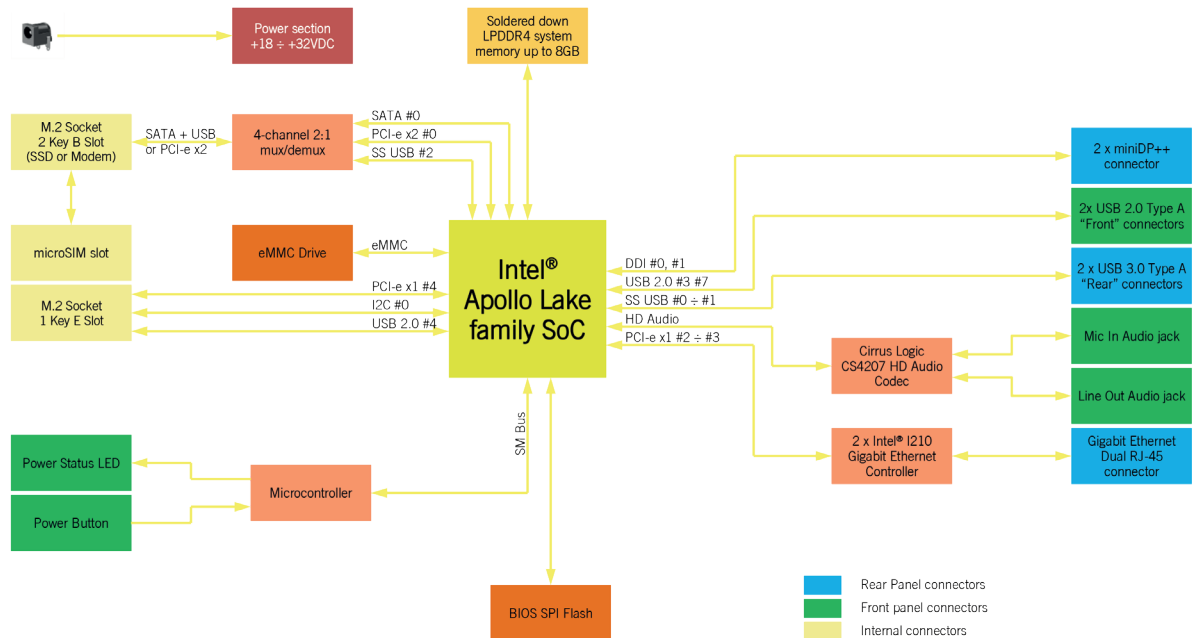 Power section
+18 ÷ +32VDC
Soldered down
LPDDR4 system
memory up to 8GB
M.2 Socket
2 Key B Slot
(SSD or Modem)
SATA + USB
or PCI-e x2
4-channel 2:1
mux/demux
SATA #0
PCI-e x2 #0
SS USB #2
microSIM slot
eMMC Drive
eMMC
M.2 Socket
1 Key E Slot
PCI-e x1 #4
I2C #0
USB 2.0 #4
Intel®
Apollo Lake
family SoC
DDI #0, #1
USB 2.0 #3 #7
SS USB #0 ÷ #1
HD Audio
PCI-e x1 #2 ÷ #3
2 x miniDP++
connector
2x USB 2.0 Type A
“Front” connectors
2 x USB 3.0 Type A
“Rear” connectors
Cirrus Logic
CS4207 HD Audio
Codec
Mic In Audio jack
Line Out Audio jack
2 x Intel® I210
Gigabit Ethernet
Controller
Gigabit Ethernet
Dual RJ-45
connector
SM Bus
Power Status LED
Power Button
Microcontroller
BIOS SPI Flash
Rear Panel connectors
Front panel connectors
Internal connectors